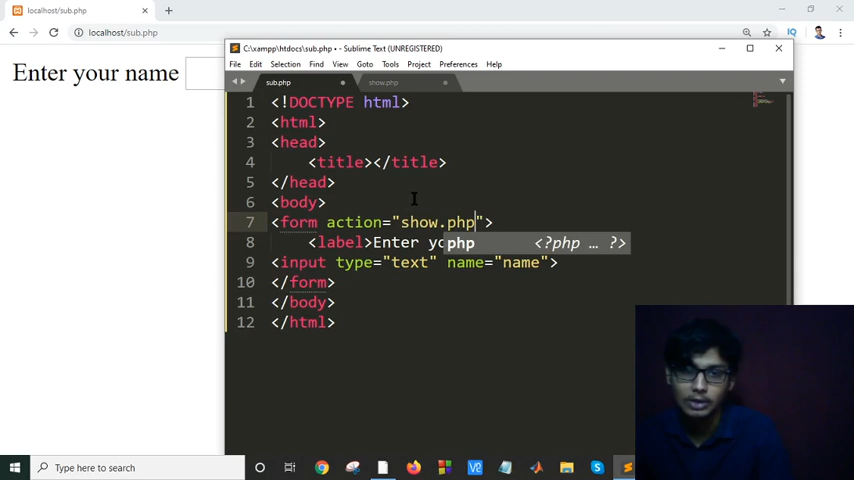 localhost/sub.php
localhost/sub.php
IQ
Enter your name
C:\xampp\htdocs\sub.php • - Sublime Text (UNREGISTERED)
File Edit Selection Find View Goto Tools Project Preferences Help
sub.php show.php
1 <!DOCTYPE html>
2 <html>
3 <head>
4 <title></title>
5 </head>
6 <body>
7 <form action="show.php">
8 <label>Enter yo
php <?php … ?>
9 <input type="text" name="name">
10 </form>
11 </body>
12 </html>
Type here to search